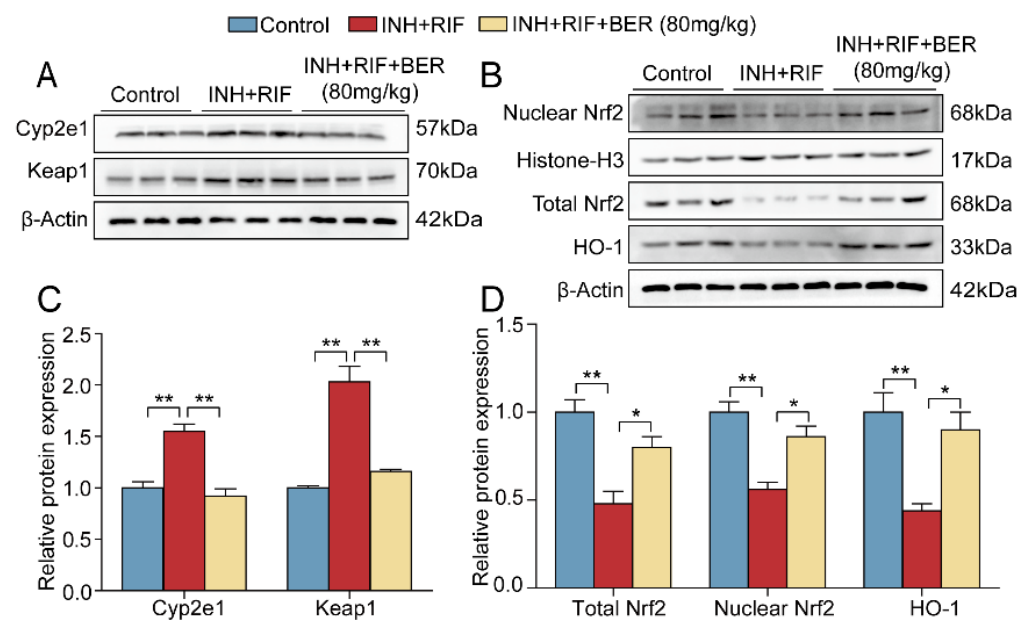 Control INH+RIF INH+RIF+BER (80mg/kg)
A
Control INH+RIF INH+RIF+BER
(80mg/kg)
Cyp2e1 57kDa
Keap1 70kDa
β-Actin 42kDa
B
Control INH+RIF INH+RIF+BER
(80mg/kg)
Nuclear Nrf2 68kDa
Histone-H3 17kDa
Total Nrf2 68kDa
HO-1 33kDa
β-Actin 42kDa
C
Relative protein expression
2.5
2.0
1.5
1.0
0.5
0.0
** **
** **
Cyp2e1 Keap1
D
Relative protein expression
1.5
1.0
0.5
0.0
** *
** *
** *
Total Nrf2 Nuclear Nrf2 HO-1